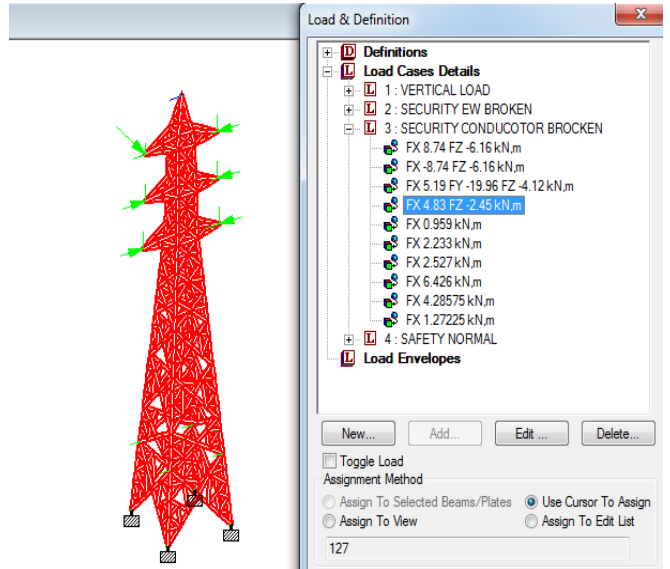 Load & Definition
Definitions
Load Cases Details
1 : VERTICAL LOAD
2 : SECURITY EW BROKEN
3 : SECURITY CONDUCOTOR BROCKEN
FX 8.74 FZ -6.16 kN,m
FX -8.74 FZ -6.16 kN,m
FX 5.19 FY -19.96 FZ -4.12 kN,m
FX 4.83 FZ -2.45 kN,m
FX 0.959 kN,m
FX 2.233 kN,m
FX 2.527 kN,m
FX 6.426 kN,m
FX 4.28575 kN,m
FX 1.27225 kN,m
4 : SAFETY NORMAL
Load Envelopes
New... Add... Edit ... Delete...
Toggle Load
Assignment Method
Assign To Selected Beams/Plates Use Cursor To Assign
Assign To View Assign To Edit List
127